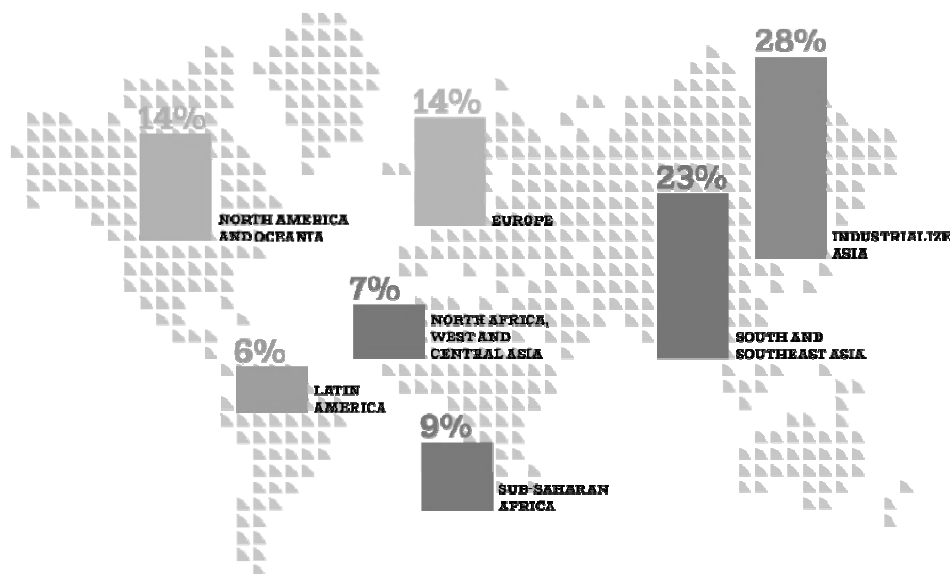 28%
14%
14%
23%
NORTH AMERICA
AND OCEANIA
EUROPE
INDUSTRIALIZE
ASIA
7%
NORTH AFRICA,
WEST AND
CENTRAL ASIA
SOUTH AND
SOUTHEAST ASIA
6%
LATIN
AMERICA
9%
SUB-SAHARAN
AFRICA